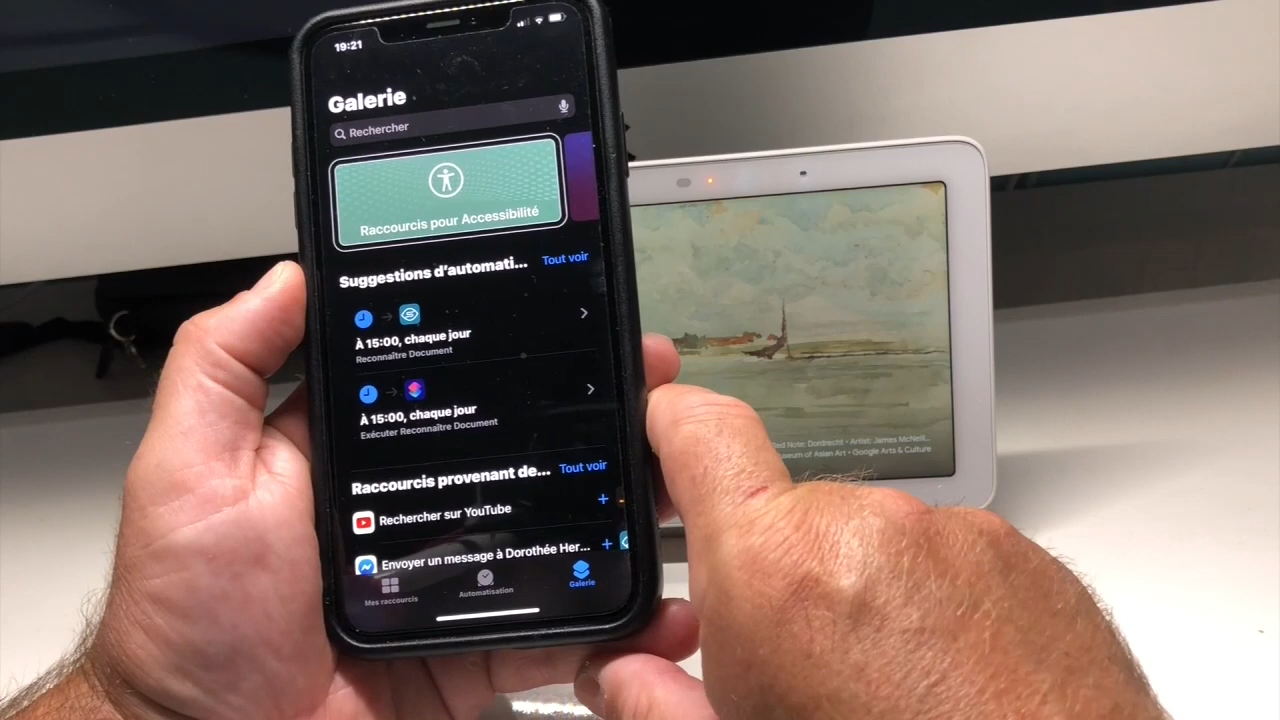 19:21
Galerie
Rechercher
Raccourcis pour Accessibilité
Suggestions d'automati... Tout voir
À 15:00, chaque jour
Reconnaître Document
À 15:00, chaque jour
Exécuter Reconnaître Document
Raccourcis provenant de... Tout voir
Rechercher sur YouTube
Envoyer un message à Dorothée Her...
Mes raccourcis Automatisation Galerie
Red Note: Dordrecht • Artist: James McNeill...
Museum of Asian Art • Google Arts & Culture